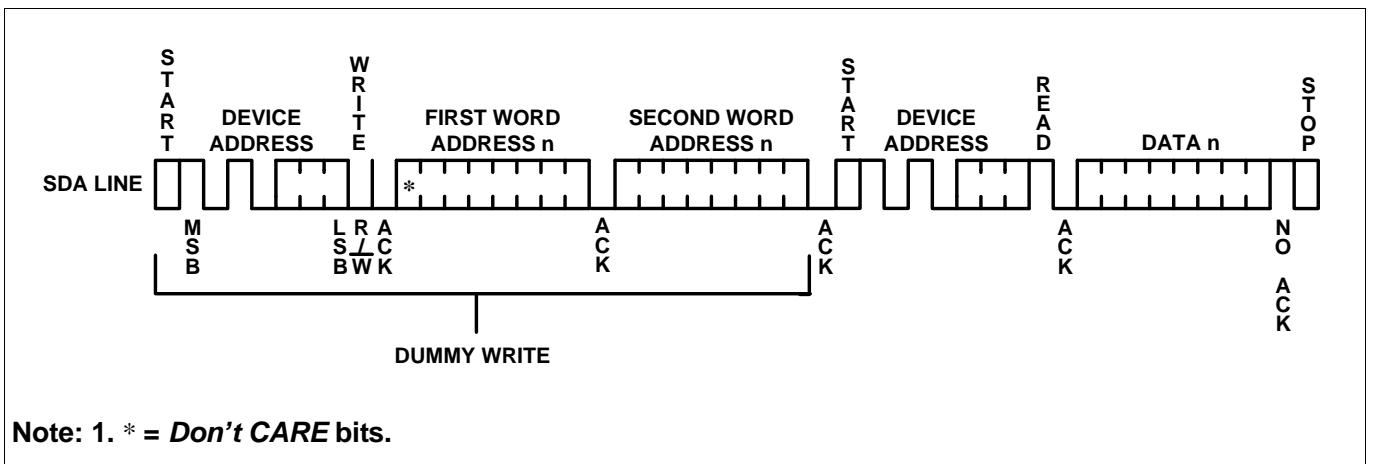 START
DEVICE
ADDRESS
WRITE
FIRST WORD
ADDRESS n
SECOND WORD
ADDRESS n
START
DEVICE
ADDRESS
READ
DATA n
STOP
SDA LINE
*
MSB
LSB
R/W
ACK
ACK
ACK
ACK
NO ACK
DUMMY WRITE
Note: 1. * = Don't CARE bits.